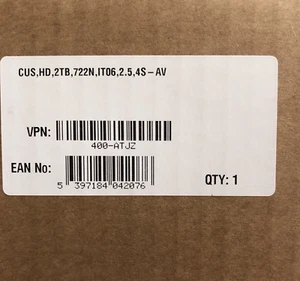 CUS,HD,2TB,722N,IT06,2.5,4S-AV
VPN:
400-ATJZ
EAN No:
5 397184 042076
QTY: 1